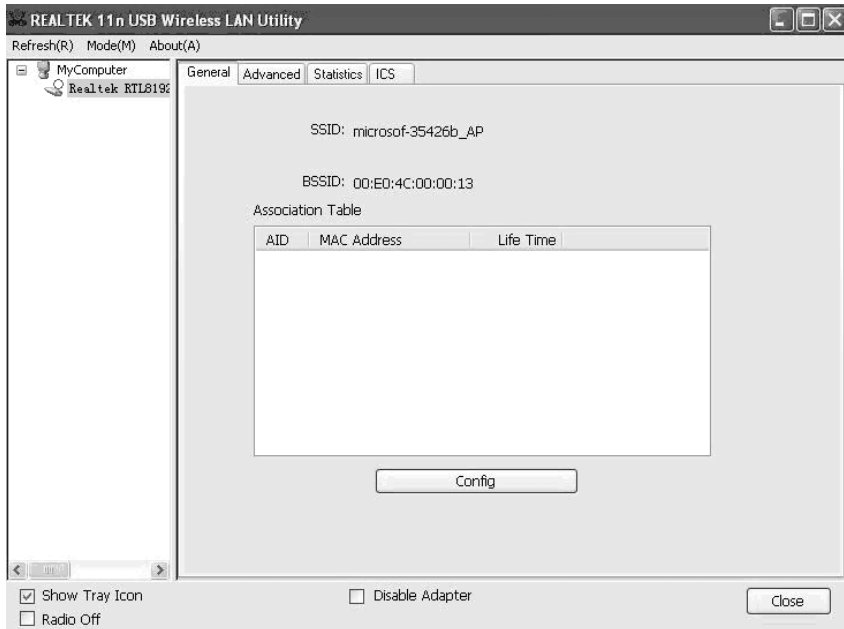 REALTEK 11n USB Wireless LAN Utility
Refresh(R) Mode(M) About(A)
MyComputer
Realtek RTL8192
General Advanced Statistics ICS
SSID: microsof-35426b_AP
BSSID: 00:E0:4C:00:00:13
Association Table
AID MAC Address Life Time
Config
Show Tray Icon
Disable Adapter
Close
Radio Off